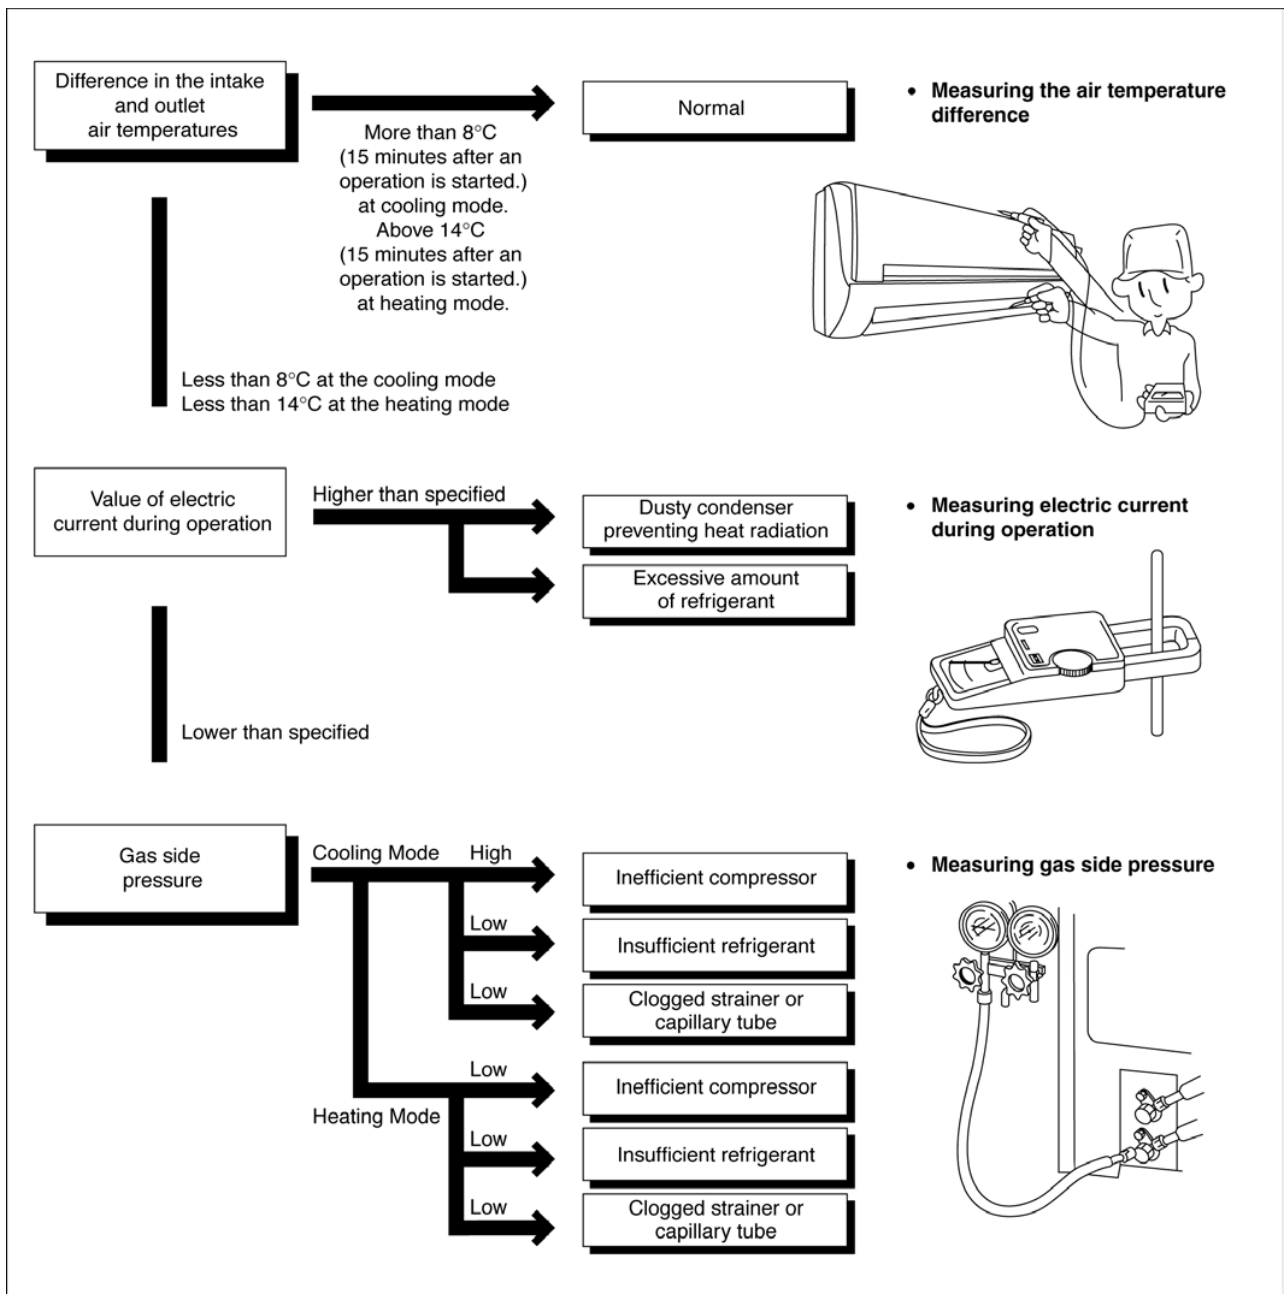 Difference in the intake
and outlet
air temperatures
More than 8°C
(15 minutes after an
operation is started.)
at cooling mode.
Above 14°C
(15 minutes after an
operation is started.)
at heating mode.
Normal
• Measuring the air temperature
difference
Less than 8°C at the cooling mode
Less than 14°C at the heating mode
Value of electric
current during operation
Higher than specified
Dusty condenser
preventing heat radiation
Excessive amount
of refrigerant
• Measuring electric current
during operation
Lower than specified
Gas side
pressure
Cooling Mode
High
Inefficient compressor
Low
Insufficient refrigerant
Low
Clogged strainer or
capillary tube
Heating Mode
Low
Inefficient compressor
Low
Insufficient refrigerant
Low
Clogged strainer or
capillary tube
• Measuring gas side pressure